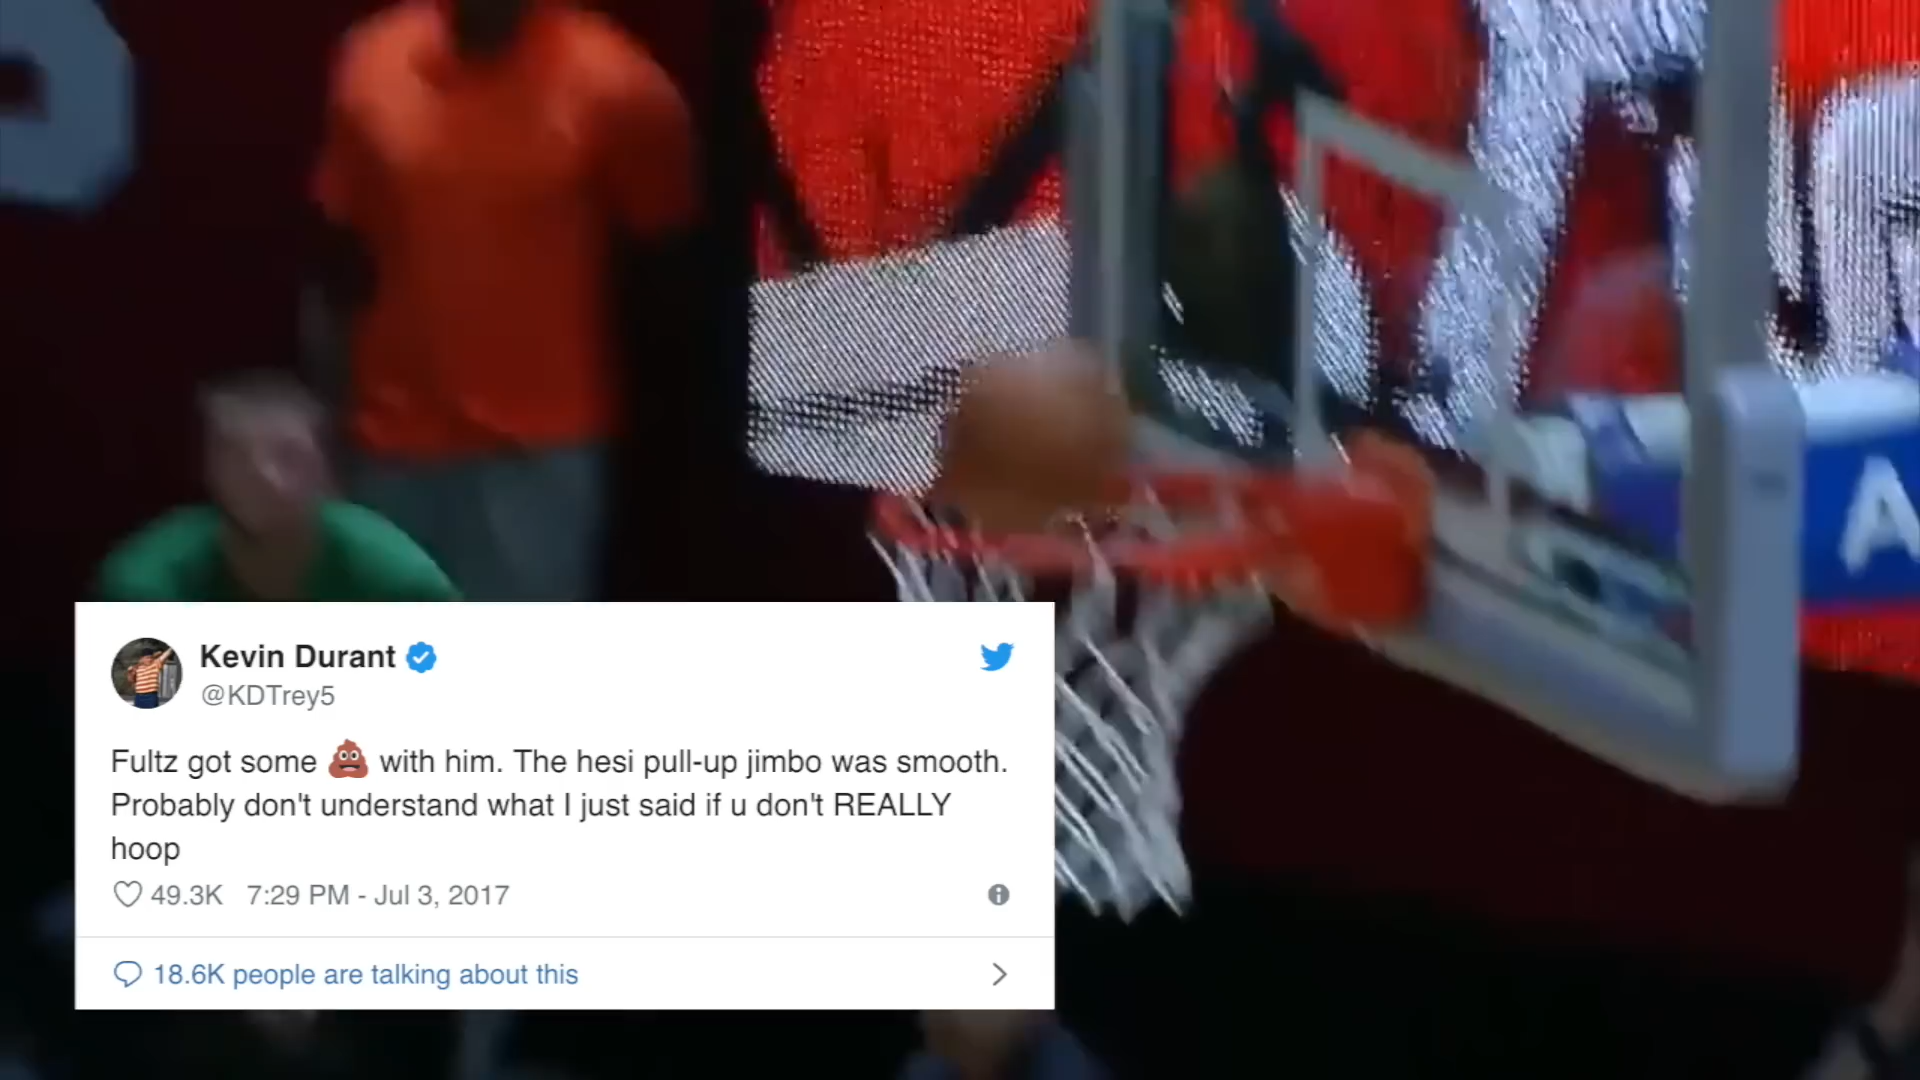 Kevin Durant
@KDTrey5
Fultz got some 💩 with him. The hesi pull-up jimbo was smooth.
Probably don't understand what I just said if u don't REALLY
hoop
49.3K 7:29 PM - Jul 3, 2017
18.6K people are talking about this
A